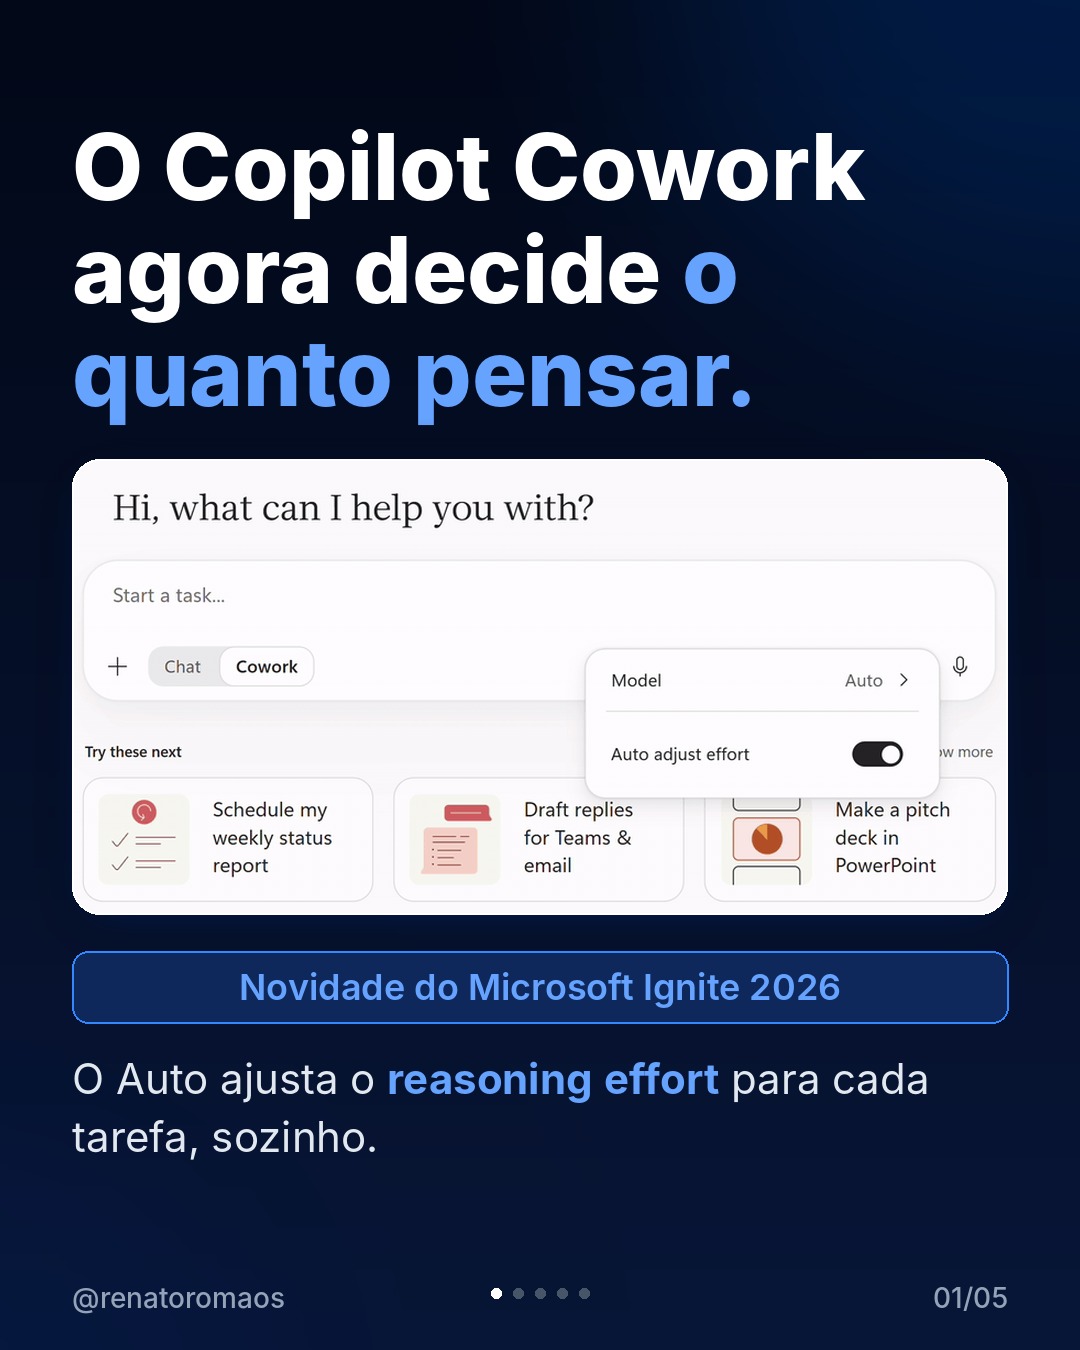 O Copilot Cowork
agora decide o
quanto pensar.
Hi, what can I help you with?
Start a task...
Chat
Cowork
Model
Auto
Auto adjust effort
Try these next
more
Schedule my
weekly status
report
Draft replies
for Teams &
email
Make a pitch
deck in
PowerPoint
Novidade do Microsoft Ignite 2026
O Auto ajusta o reasoning effort para cada
tarefa, sozinho.
@renatoromaos
01/05